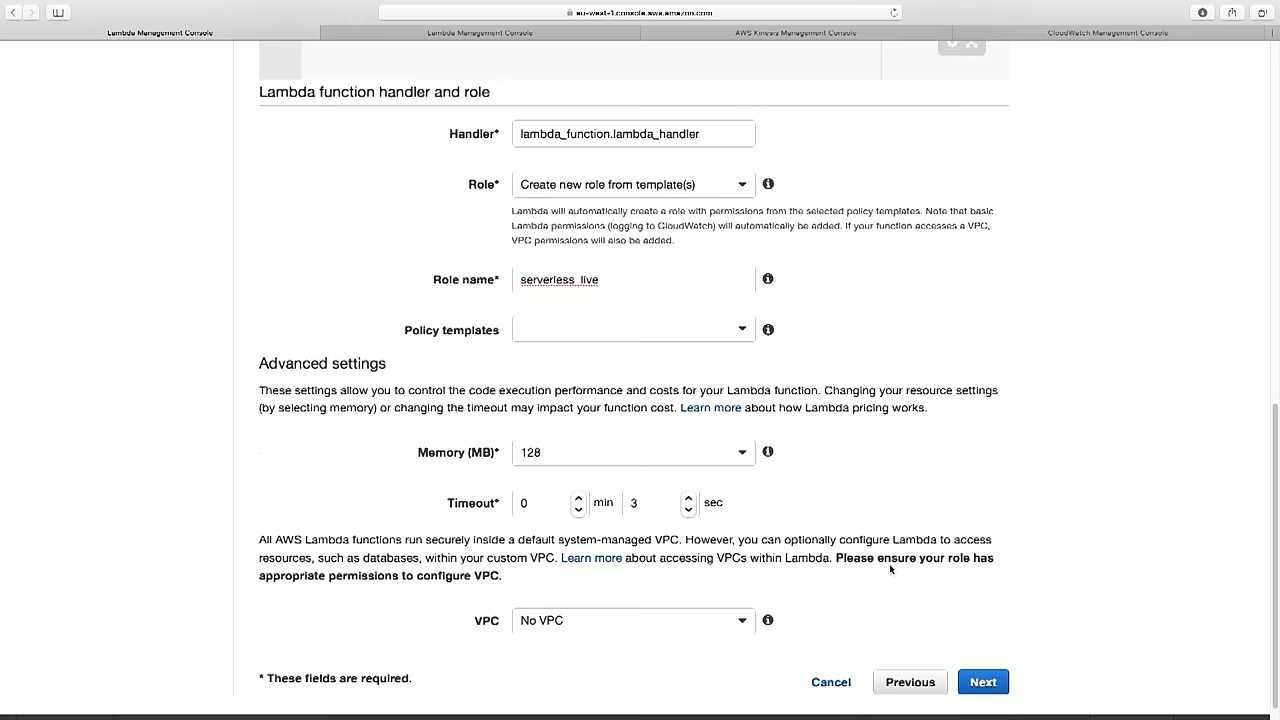 eu-west-1.console.aws.amazon.com
Lambda Management Console
Lambda Management Console
AWS Kinesis Management Console
CloudWatch Management Console
Lambda function handler and role
Handler*
lambda_function.lambda_handler
Role*
Create new role from template(s)
Lambda will automatically create a role with permissions from the selected policy templates. Note that basic
Lambda permissions (logging to CloudWatch) will automatically be added. If your function accesses a VPC,
VPC permissions will also be added.
Role name*
serverless_live
Policy templates
Advanced settings
These settings allow you to control the code execution performance and costs for your Lambda function. Changing your resource settings
(by selecting memory) or changing the timeout may impact your function cost. Learn more about how Lambda pricing works.
Memory (MB)*
128
Timeout*
0
min
3
sec
All AWS Lambda functions run securely inside a default system-managed VPC. However, you can optionally configure Lambda to access
resources, such as databases, within your custom VPC. Learn more about accessing VPCs within Lambda. Please ensure your role has
appropriate permissions to configure VPC.
VPC
No VPC
* These fields are required.
Cancel
Previous
Next